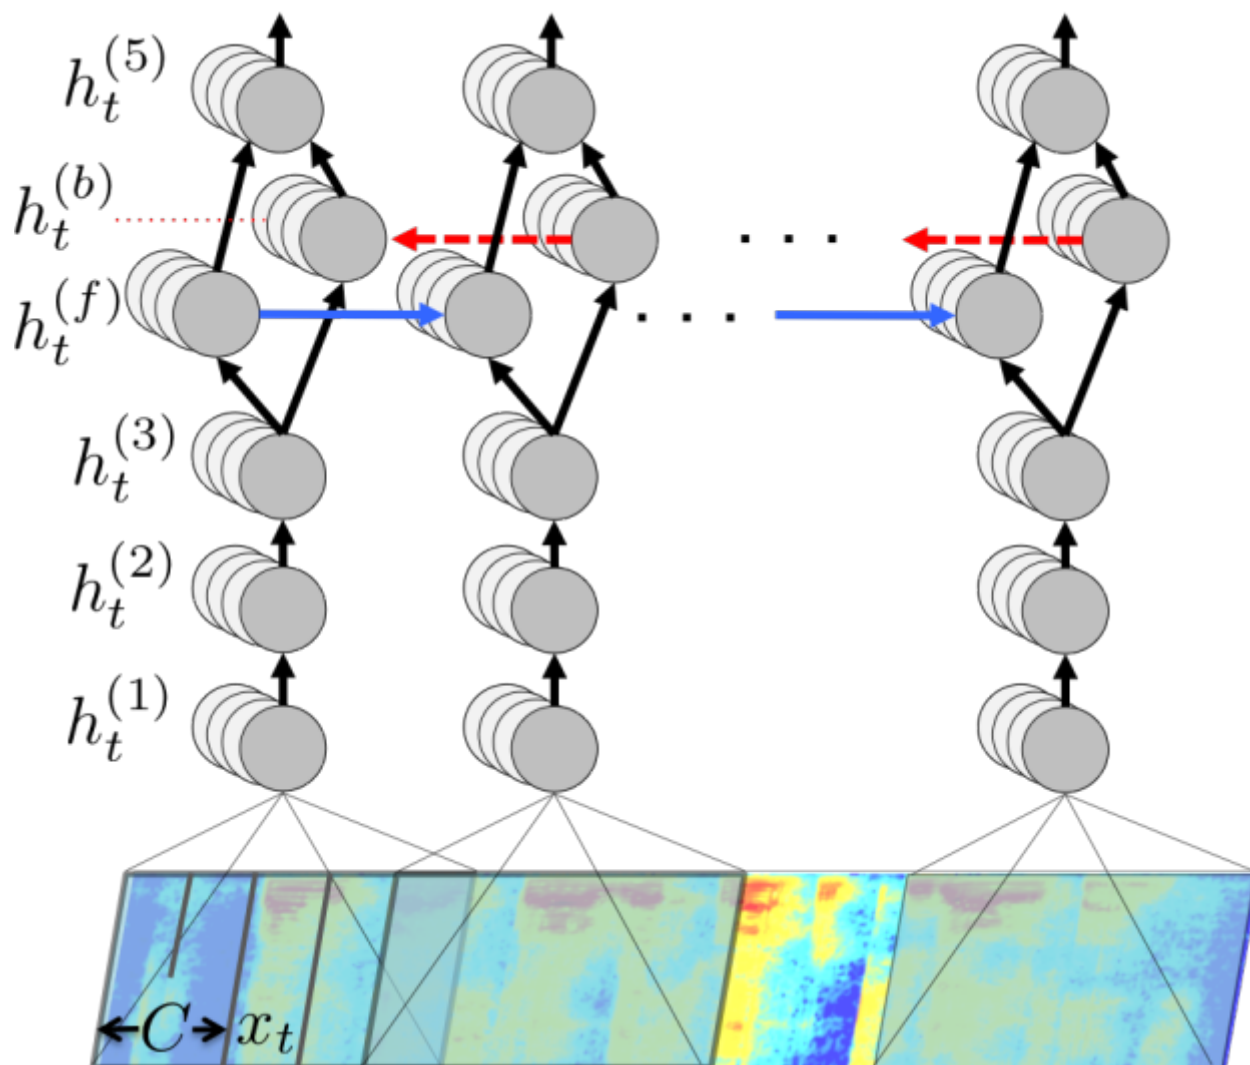 h_t^{(5)}
h_t^{(b)}
h_t^{(f)}
. . .
. . .
h_t^{(3)}
h_t^{(2)}
h_t^{(1)}
C x_t